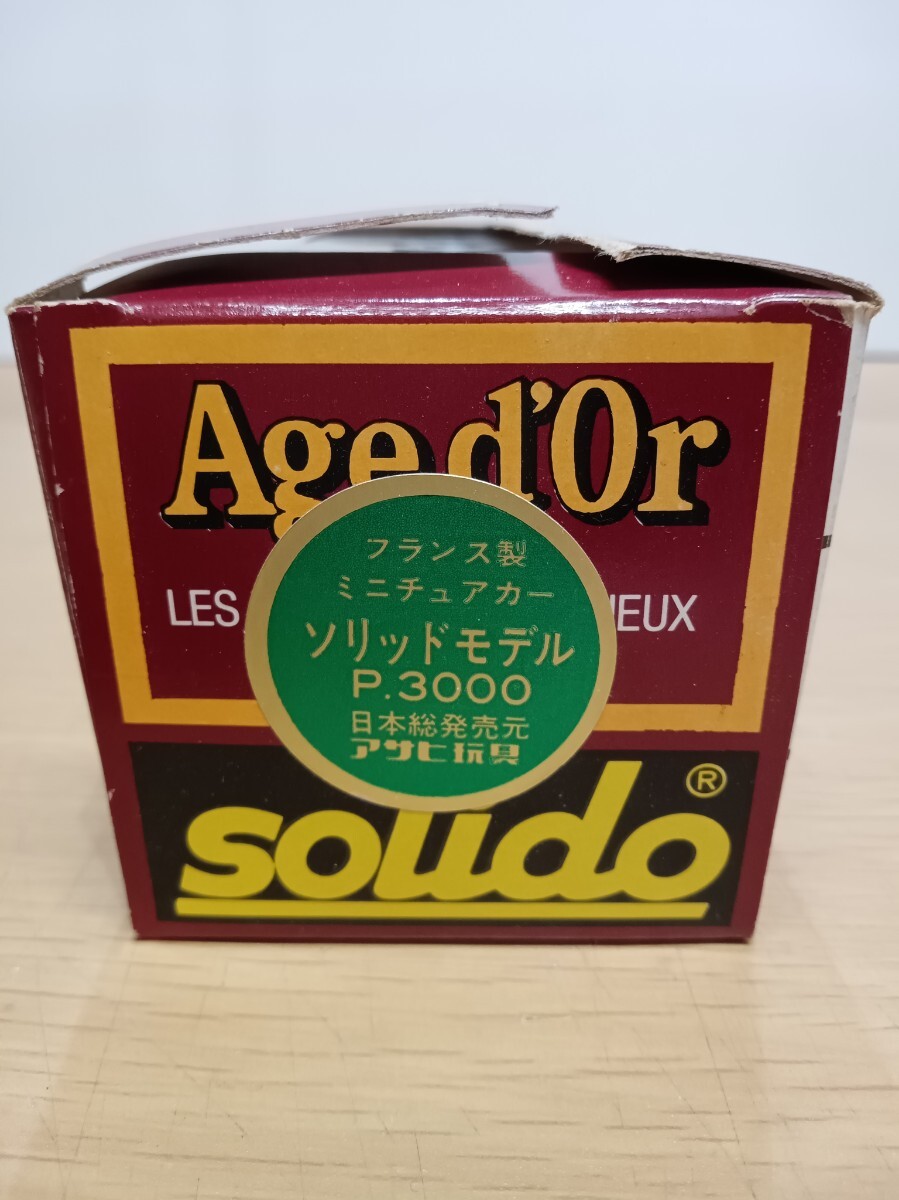 Age d'Or
LES
フランス製
ミニチュアカー
ソリッドモデル
P.3000
日本総発売元
アサヒ玩具
solido ®